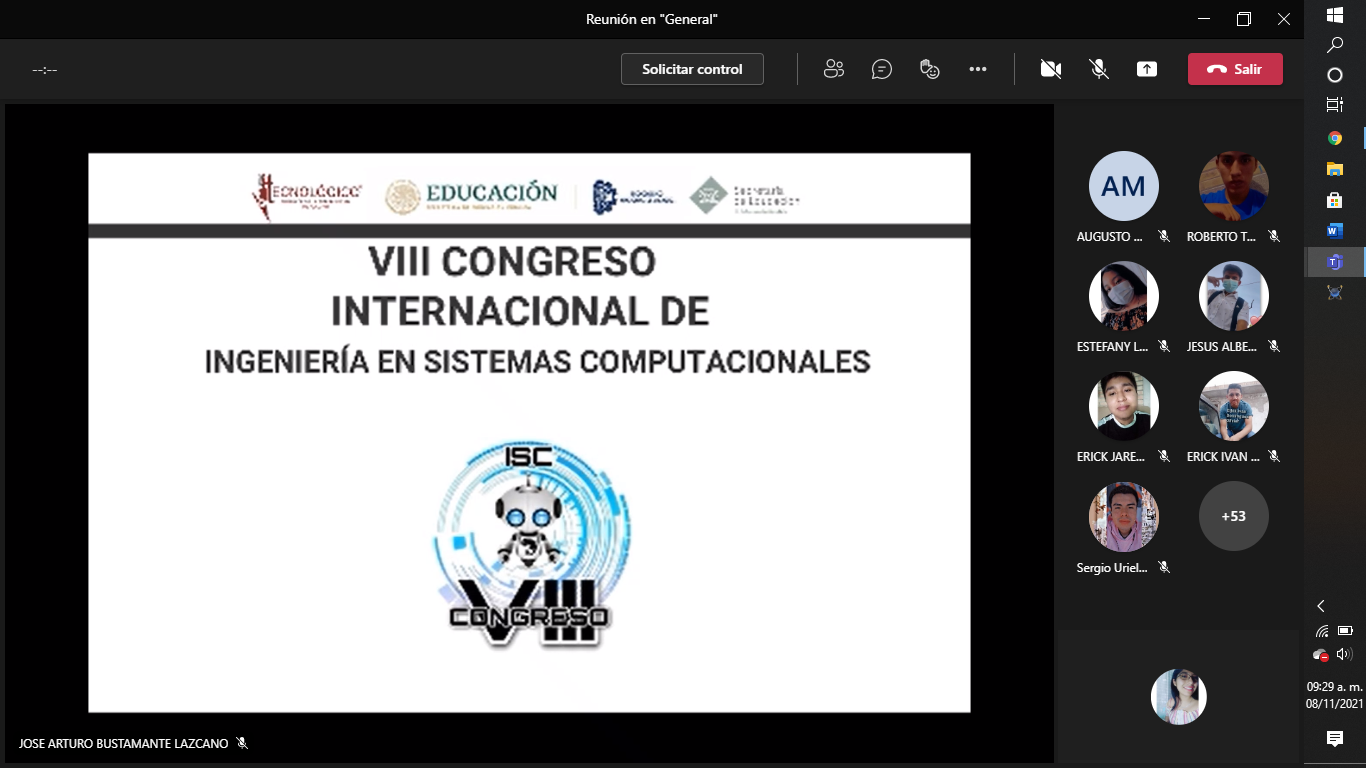 Reunión en "General"
--:--
Solicitar control
Salir
TECNOLÓGICO
EDUCACIÓN
Secretaría
de Educación
VIII CONGRESO
INTERNACIONAL DE
INGENIERÍA EN SISTEMAS COMPUTACIONALES
ISC
VIII
CONGRESO
JOSE ARTURO BUSTAMANTE LAZCANO
AM
AUGUSTO ...
ROBERTO T...
ESTEFANY L...
JESUS ALBE...
ERICK JARE...
ERICK IVAN ...
Sergio Uriel...
+53
09:29 a. m.
08/11/2021